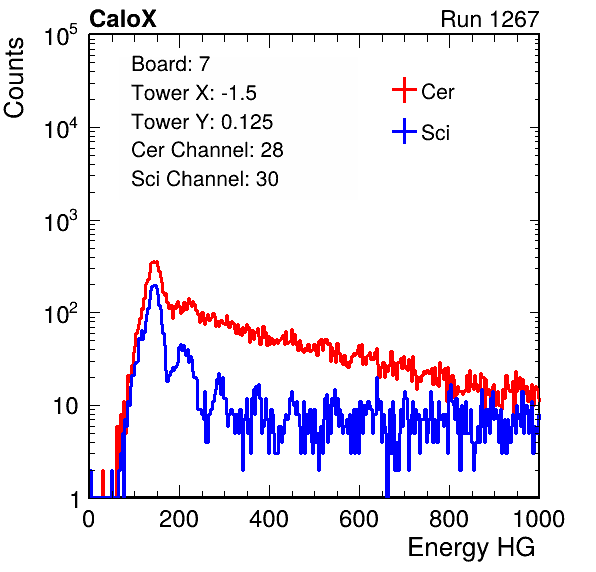 CaloX Run 1267
Counts
Board: 7
Tower X: -1.5
Tower Y: 0.125
Cer Channel: 28
Sci Channel: 30
Cer
Sci
10^5
10^4
10^3
10^2
10
1
0 200 400 600 800 1000
Energy HG